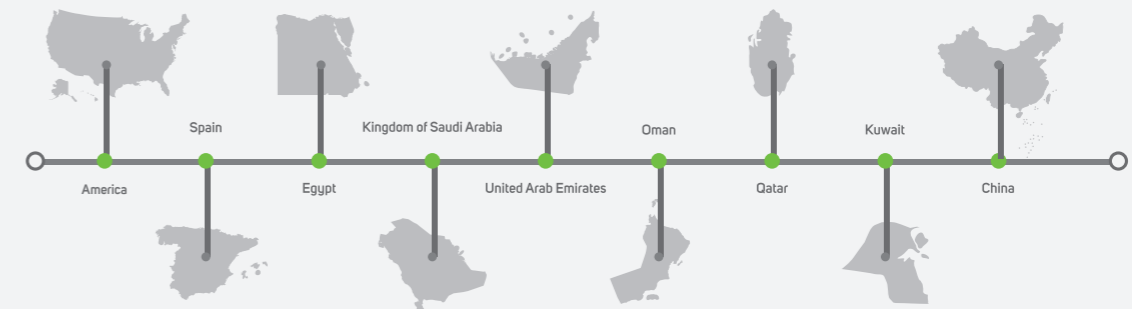 Spain
Kingdom of Saudi Arabia
Oman
Kuwait
America
Egypt
United Arab Emirates
Qatar
China